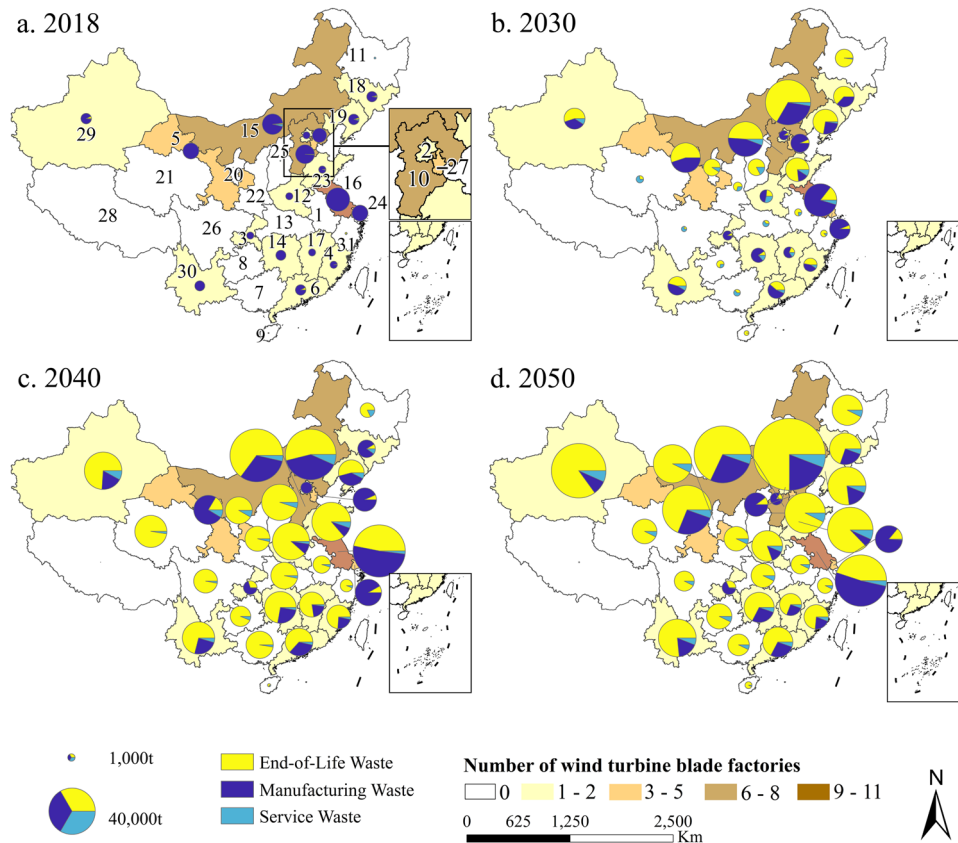 a. 2018
11
18
19
29
15
5
25
2
27
10
20
21
23
22
12
16
24
28
1
13
26
3
14
17
31
4
8
30
7
6
9
b. 2030
c. 2040
d. 2050
1,000t
40,000t
End-of-Life Waste
Manufacturing Waste
Service Waste
Number of wind turbine blade factories
0
1 - 2
3 - 5
6 - 8
9 - 11
0 625 1,250 2,500
Km
N